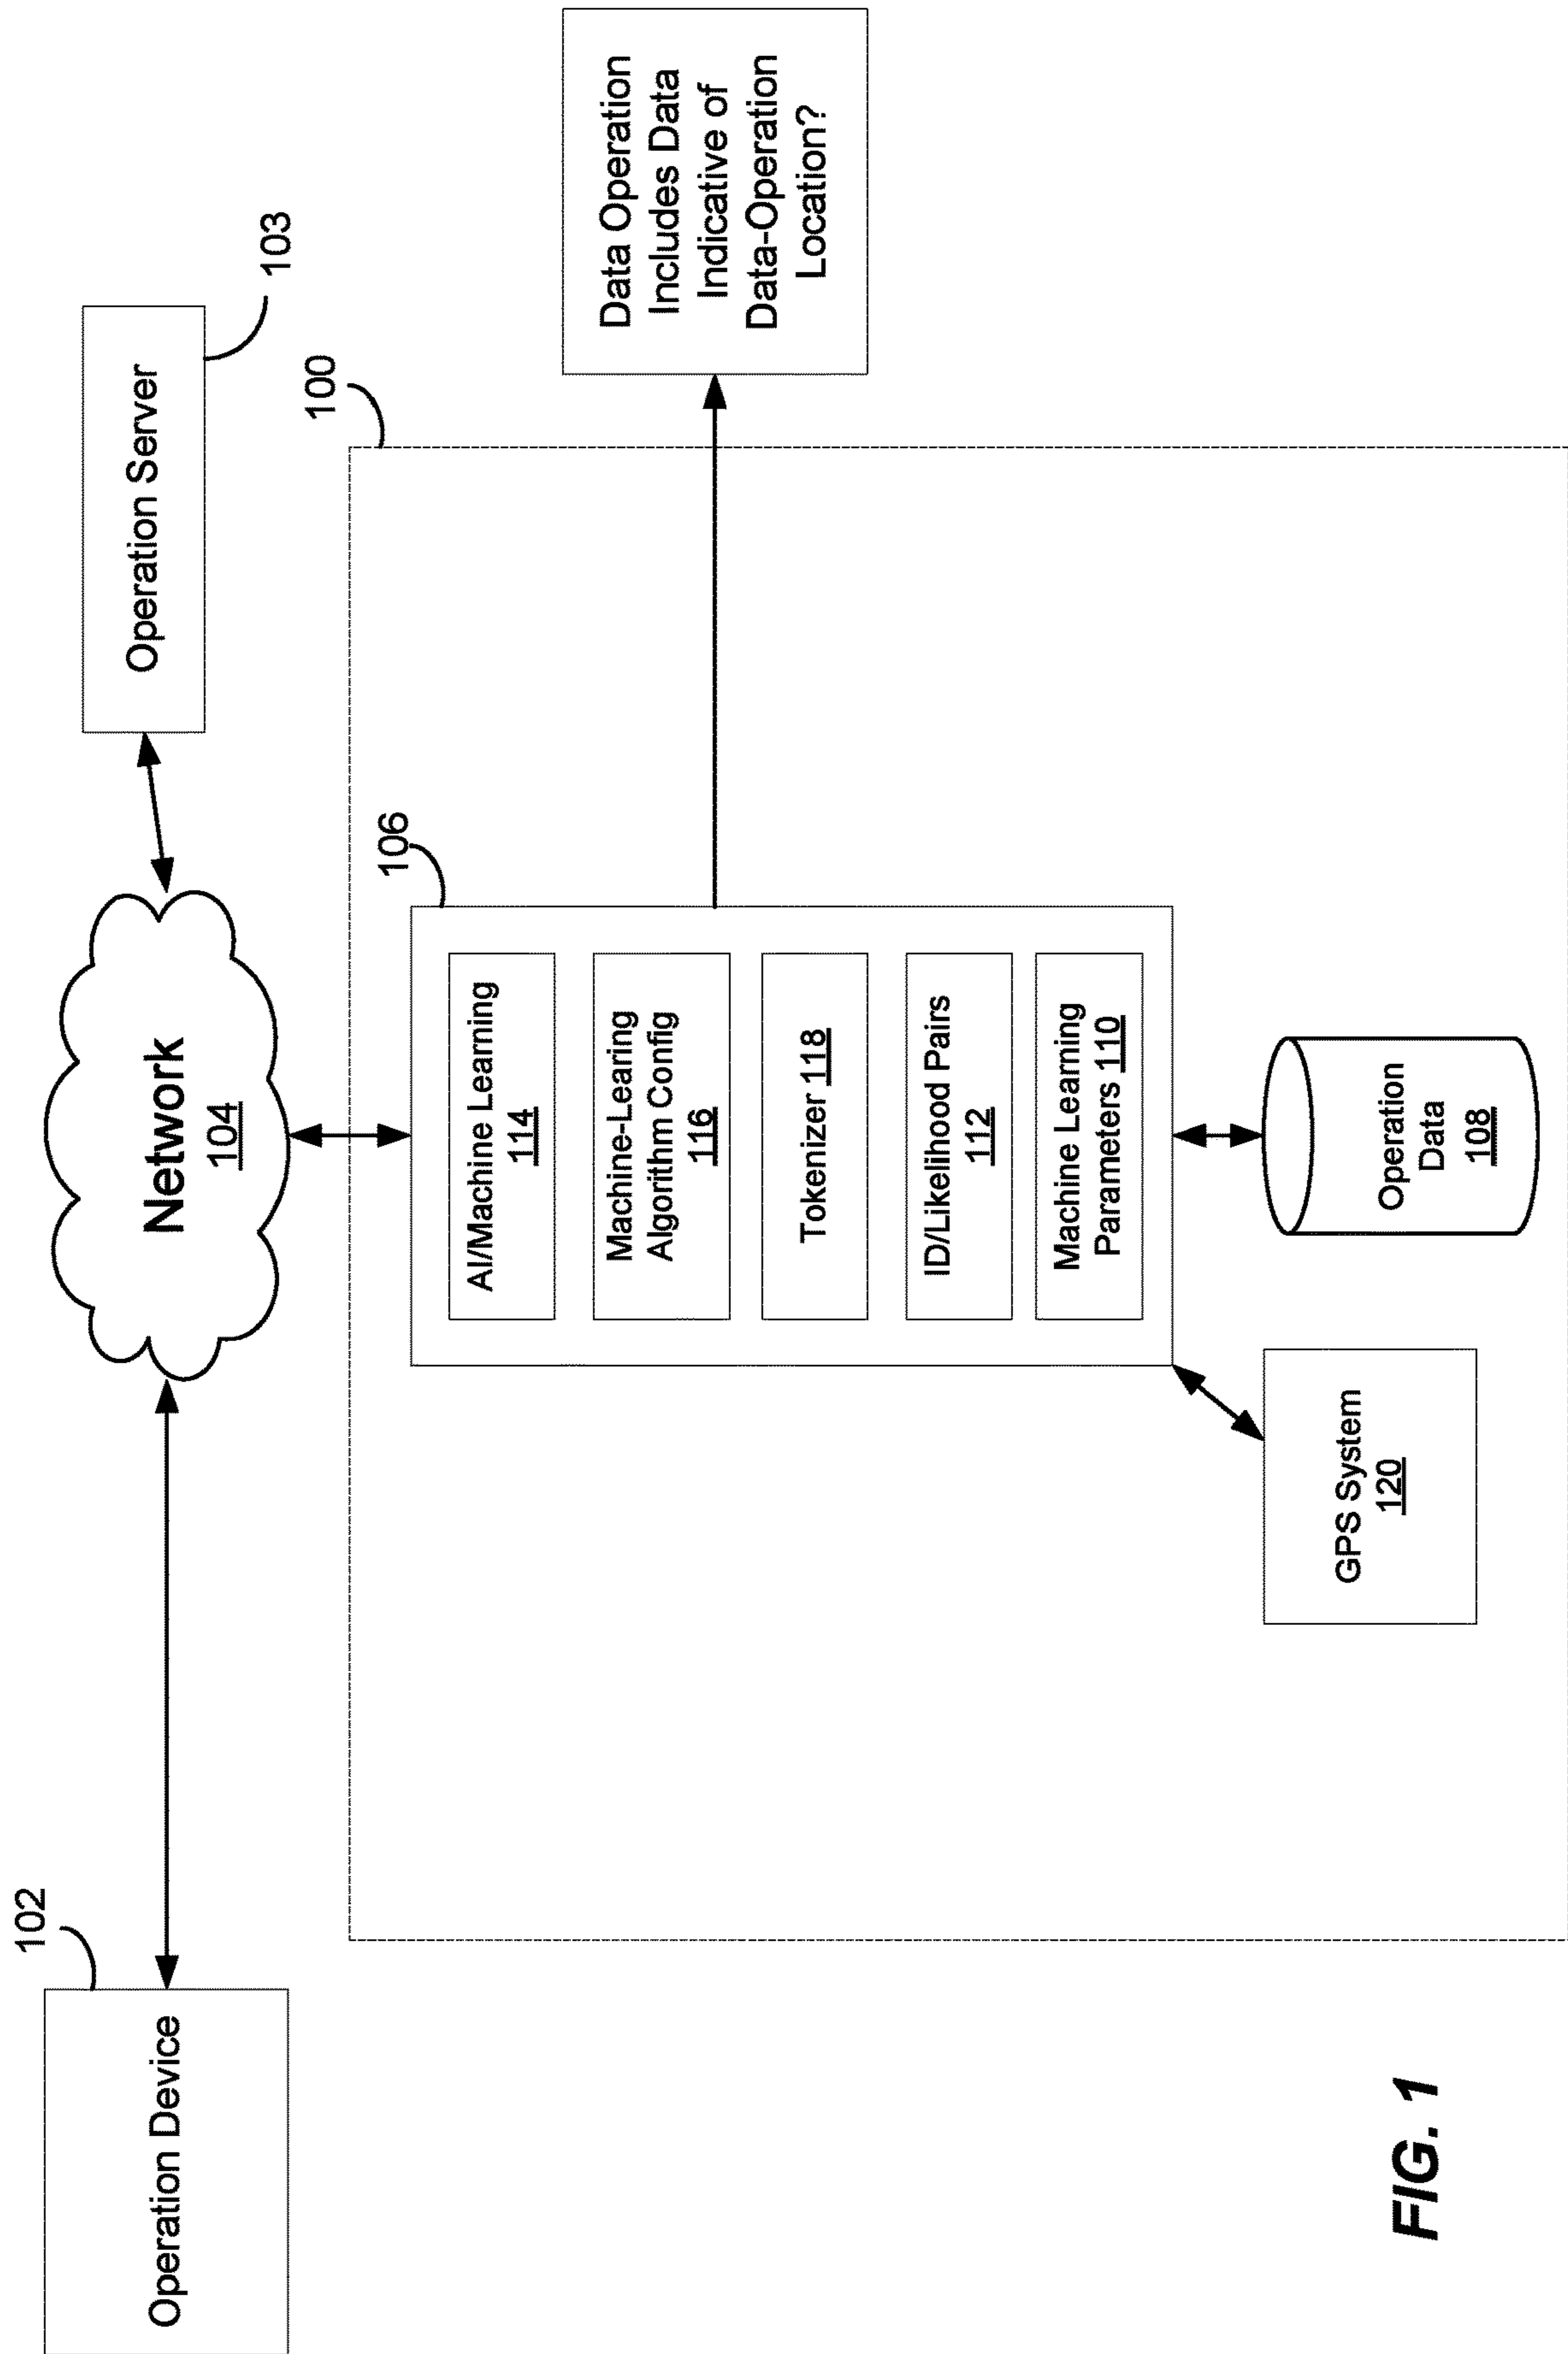 102
Operation Device
Network
104
Operation Server
103
100
106
AI/Machine Learning
114
Machine-Learing
Algorithm Config
116
Tokenizer 118
ID/Likelihood Pairs
112
Machine Learning
Parameters 110
Data Operation
Includes Data
Indicative of
Data-Operation
Location?
GPS System
120
Operation
Data
108
FIG. 1